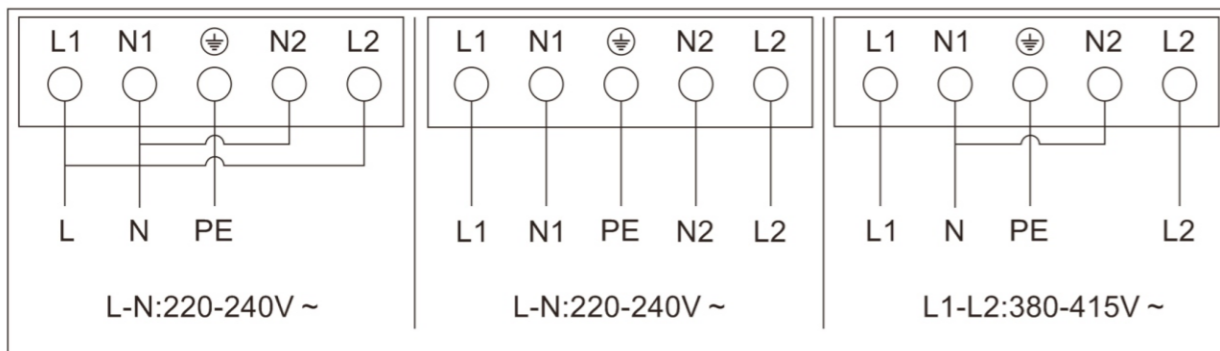 L1 N1 N2 L2
L N PE
L-N:220-240V ~
L1 N1 N2 L2
L1 N1 PE N2 L2
L-N:220-240V ~
L1 N1 N2 L2
L1 N PE L2
L1-L2:380-415V ~